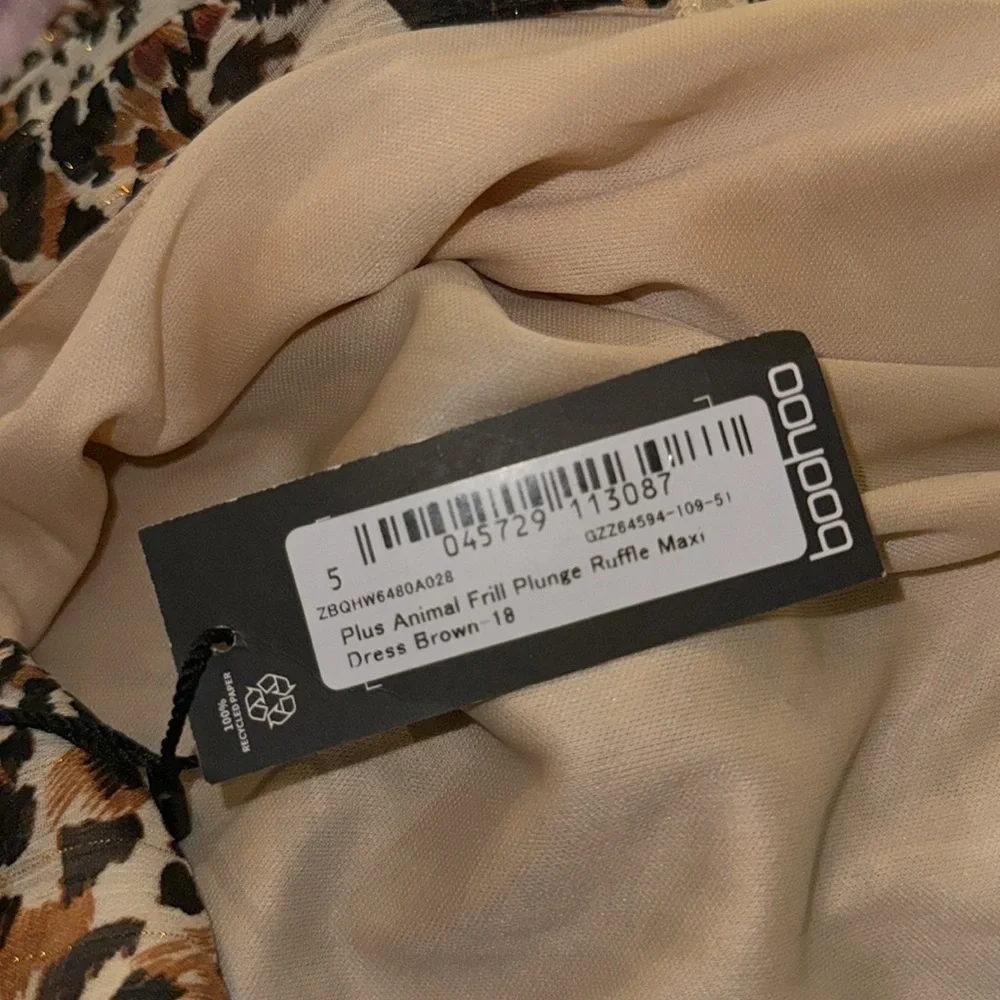 boohoo
5 045729 113087
ZBQHW6480A028 GZZ64594-109-51
Plus Animal Frill Plunge Ruffle Maxi
Dress Brown-18
100%
RECYCLED PAPER